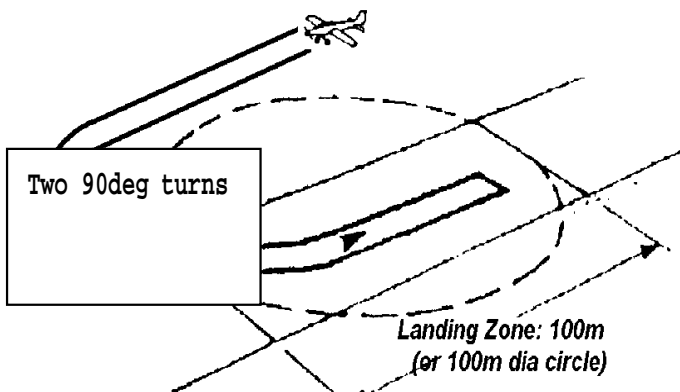 Two 90deg turns
Landing Zone: 100m
(or 100m dia circle)